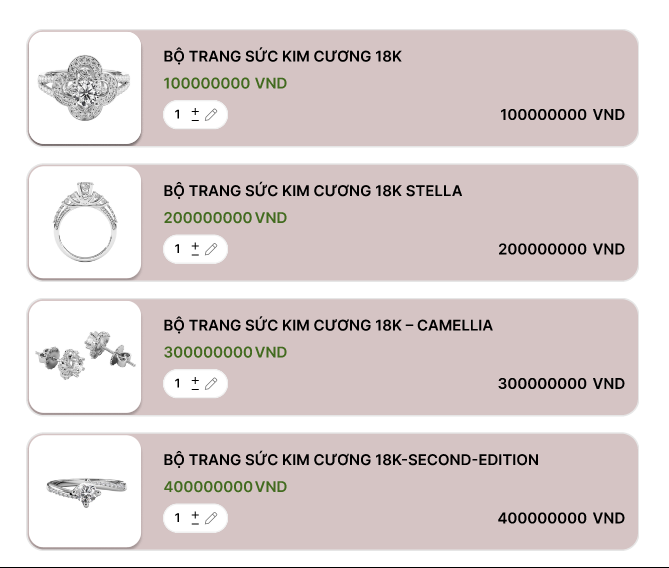 BỘ TRANG SỨC KIM CƯƠNG 18K
100000000 VND
1 ±
100000000 VND
BỘ TRANG SỨC KIM CƯƠNG 18K STELLA
200000000 VND
1 ±
200000000 VND
BỘ TRANG SỨC KIM CƯƠNG 18K – CAMELLIA
300000000 VND
1 ±
300000000 VND
BỘ TRANG SỨC KIM CƯƠNG 18K-SECOND-EDITION
400000000 VND
1 ±
400000000 VND